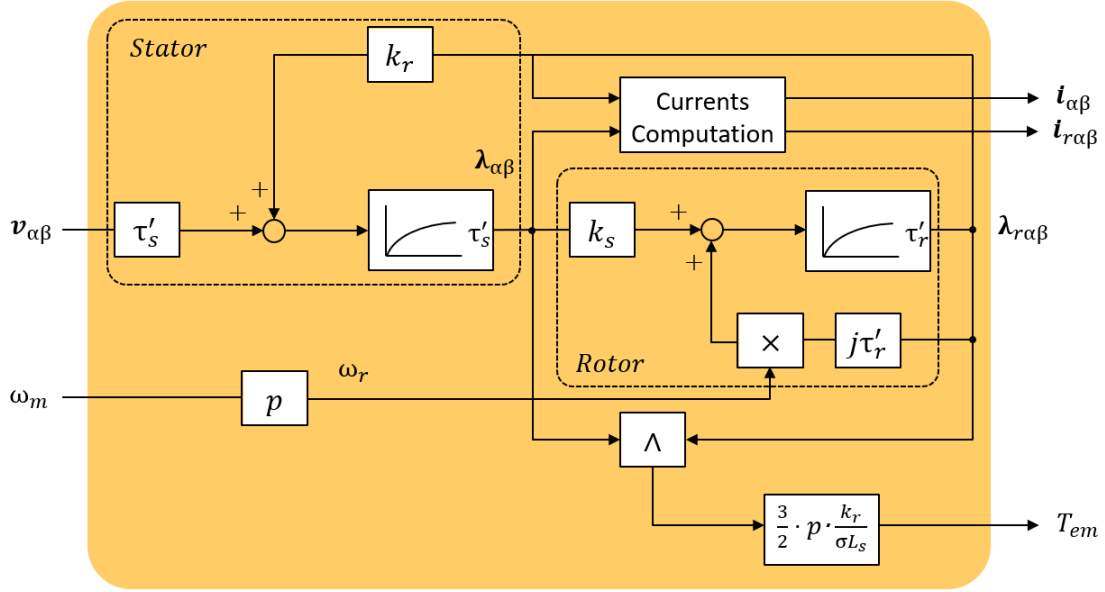 Stator
k_r
Currents
Computation
i_αβ
i_rαβ
λ_αβ
+
+
v_αβ
τ′_s
τ′_s
k_s
+
+
τ′_r
λ_rαβ
×
jτ′_r
Rotor
ω_m
p
ω_r
∧
3/2 · p · k_r/σL_s
T_em